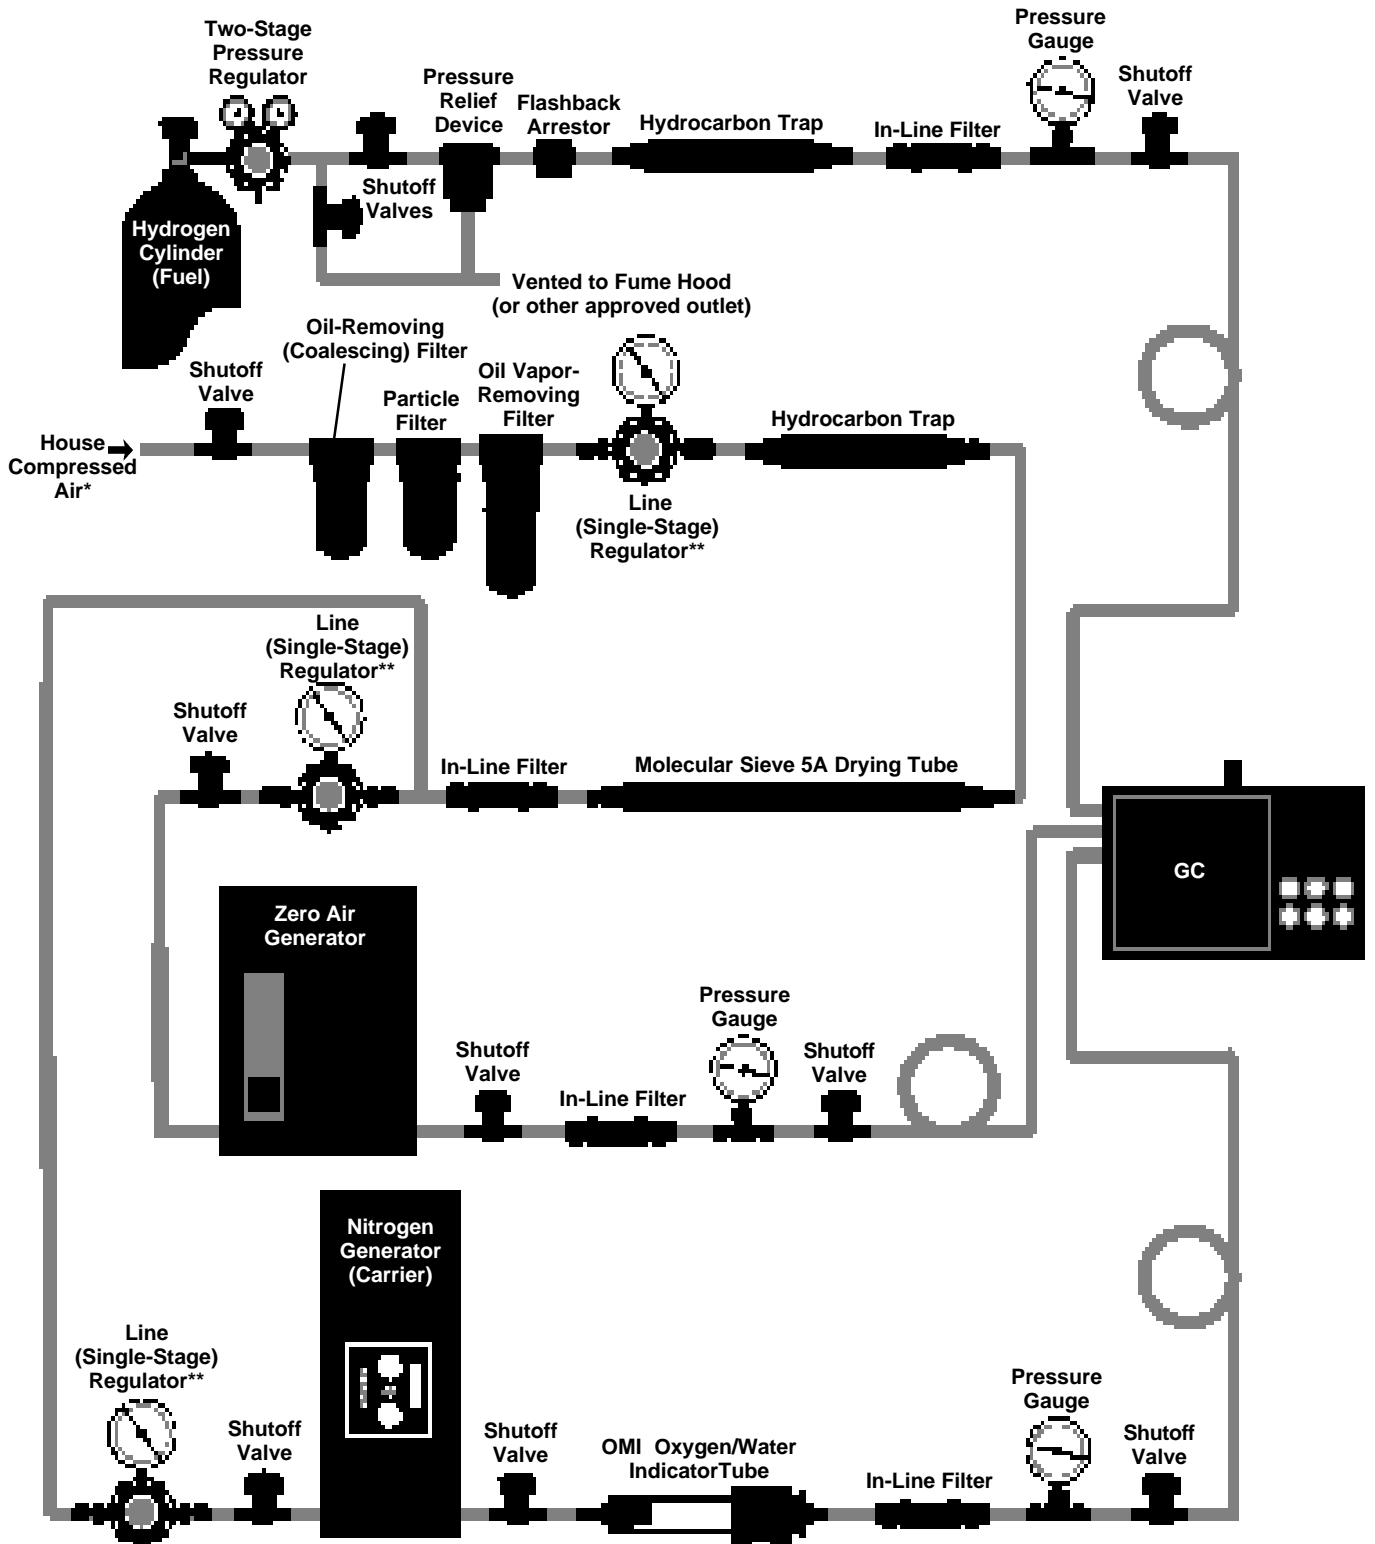 Two-Stage
Pressure
Regulator
Pressure
Relief
Device
Flashback
Arrestor
Hydrocarbon Trap
In-Line Filter
Pressure
Gauge
Shutoff
Valve
Shutoff
Valves
Hydrogen
Cylinder
(Fuel)
Vented to Fume Hood
(or other approved outlet)
House
Compressed
Air*
Shutoff
Valve
Oil-Removing
(Coalescing) Filter
Particle
Filter
Oil Vapor-
Removing
Filter
Line
(Single-Stage)
Regulator**
Hydrocarbon Trap
Line
(Single-Stage)
Regulator**
Shutoff
Valve
In-Line Filter
Molecular Sieve 5A Drying Tube
GC
Zero Air
Generator
Shutoff
Valve
In-Line Filter
Pressure
Gauge
Shutoff
Valve
Nitrogen
Generator
(Carrier)
Line
(Single-Stage)
Regulator**
Shutoff
Valve
Shutoff
Valve
OMI Oxygen/Water
IndicatorTube
In-Line Filter
Pressure
Gauge
Shutoff
Valve